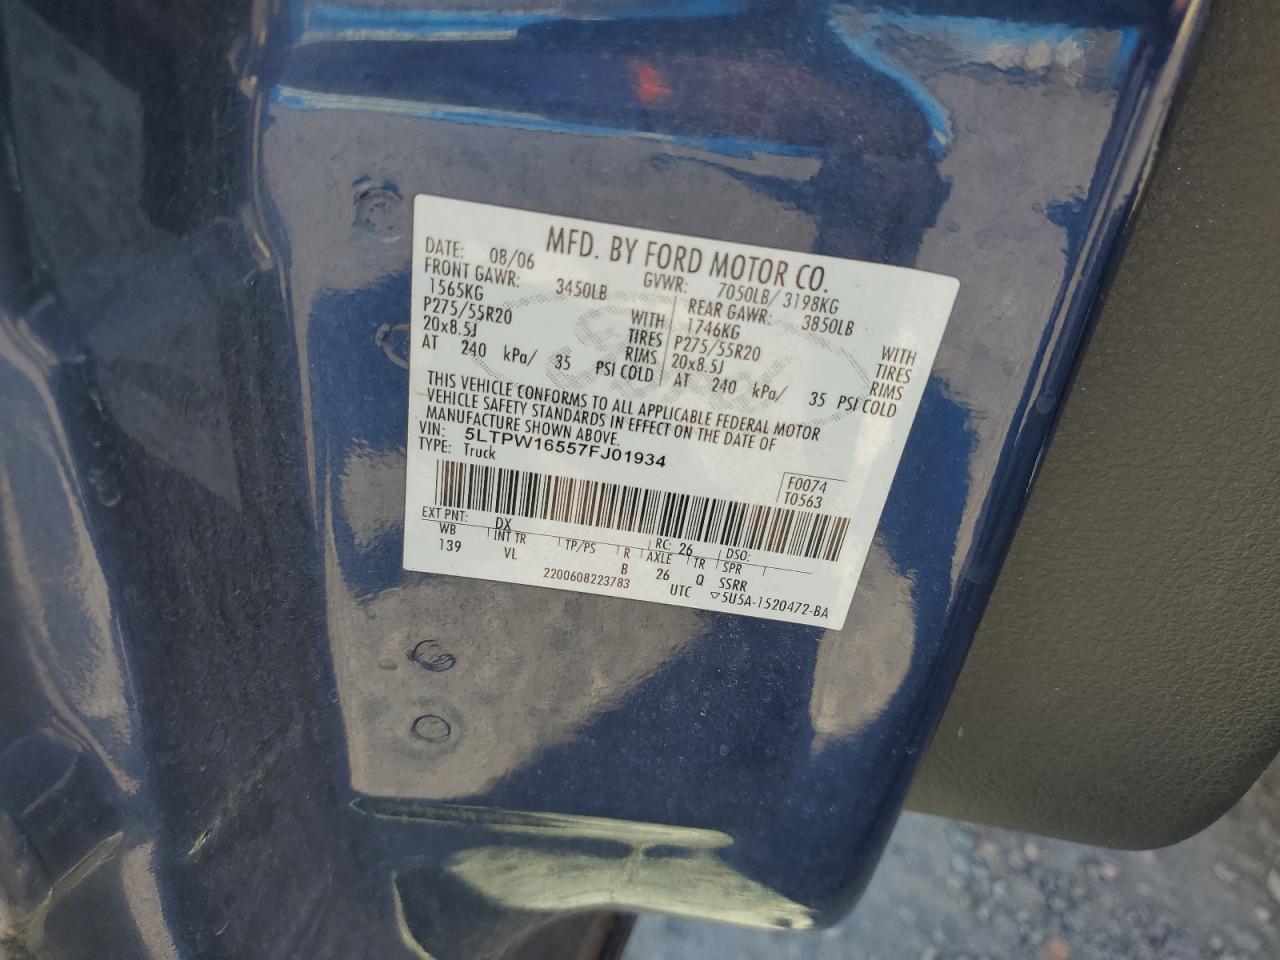 MFD. BY FORD MOTOR CO.
DATE: 08/06 GVWR: 7050LB/ 3198KG
FRONT GAWR: 3450LB
1565KG WITH
P275/55R20 TIRES
20x8.5J RIMS
AT 240 kPa/ 35 PSI COLD
REAR GAWR: 3850LB
1746KG WITH
P275/55R20 TIRES
20x8.5J RIMS
AT 240 kPa/ 35 PSI COLD
THIS VEHICLE CONFORMS TO ALL APPLICABLE FEDERAL MOTOR
VEHICLE SAFETY STANDARDS IN EFFECT ON THE DATE OF
MANUFACTURE SHOWN ABOVE.
VIN: 5LTPW16557FJ01934
TYPE: Truck
F0074
T0563
EXT PNT: DX RC: 26 DSO:
WB INT TR TP/PS R AXLE TR SPR
139 VL B 26 Q SSRR
2200608223783 UTC ▽5U5A-1520472-BA